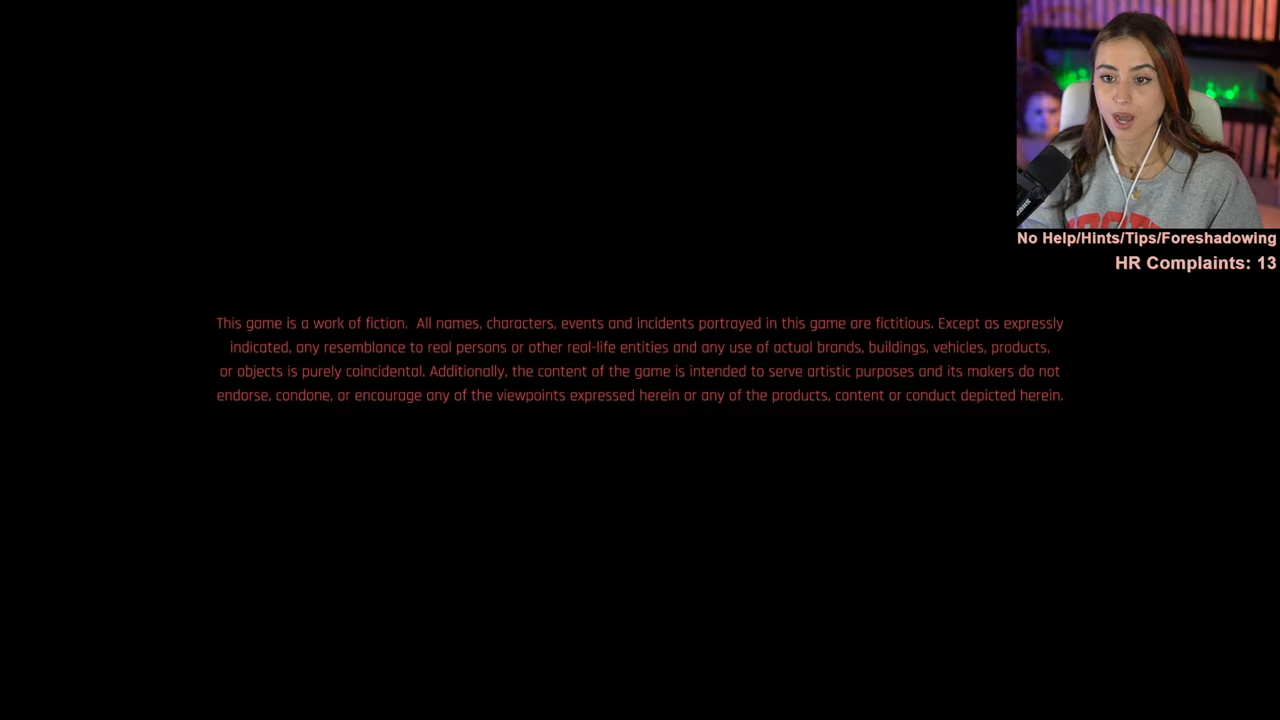 No Help/Hints/Tips/Foreshadowing
HR Complaints: 13
This game is a work of fiction.  All names, characters, events and incidents portrayed in this game are fictitious. Except as expressly
indicated, any resemblance to real persons or other real-life entities and any use of actual brands, buildings, vehicles, products,
or objects is purely coincidental. Additionally, the content of the game is intended to serve artistic purposes and its makers do not
endorse, condone, or encourage any of the viewpoints expressed herein or any of the products, content or conduct depicted herein.